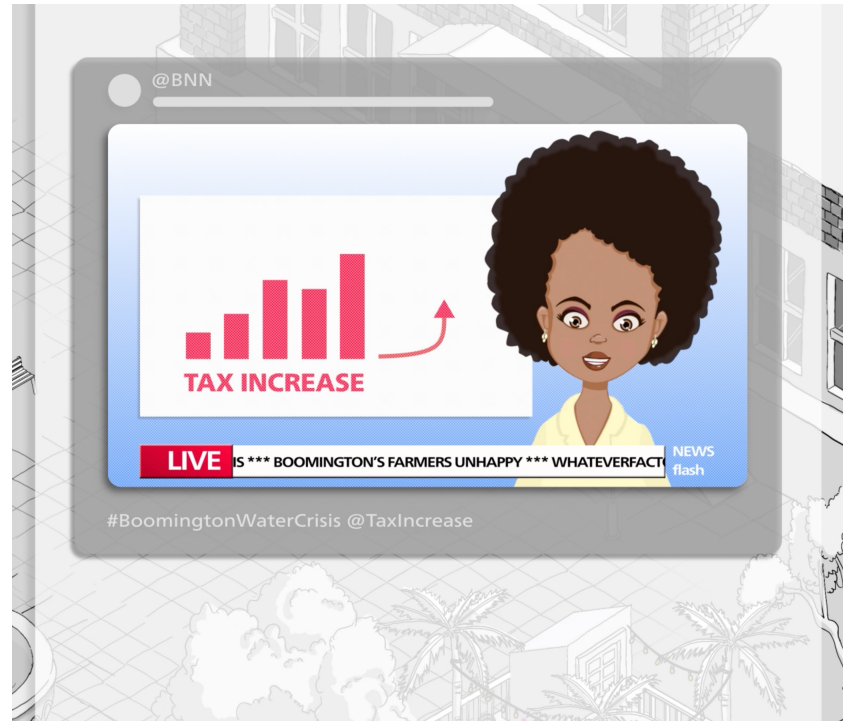 @BNN
TAX INCREASE
LIVE IS *** BOOMINGTON'S FARMERS UNHAPPY *** WHATEVERFACT
NEWS
flash
#BoomingtonWaterCrisis @TaxIncrease